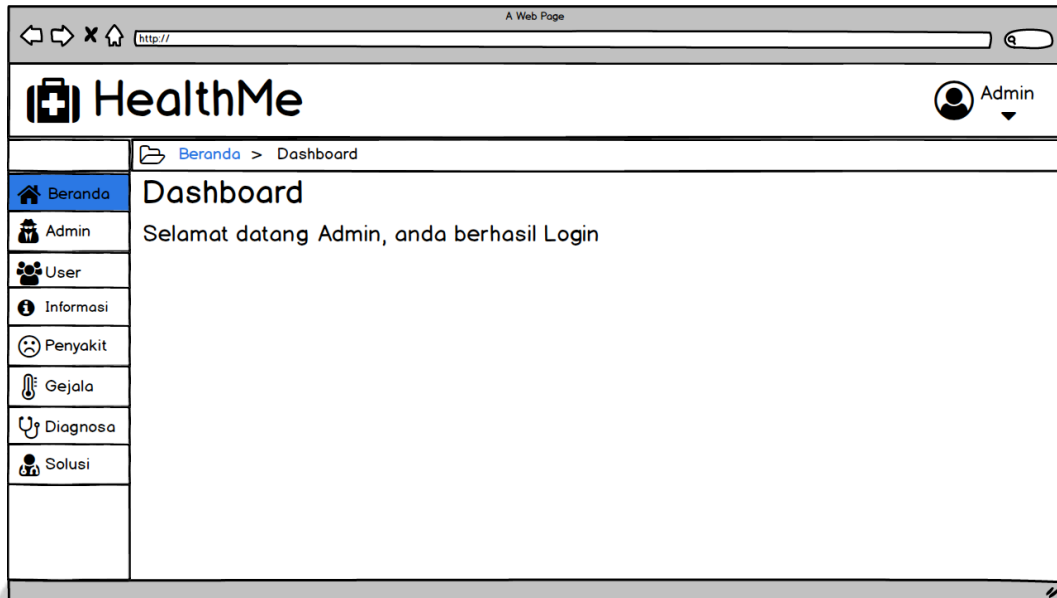 A Web Page
http://
HealthMe
Admin
Beranda > Dashboard
Beranda
Admin
User
Informasi
Penyakit
Gejala
Diagnosa
Solusi
Dashboard
Selamat datang Admin, anda berhasil Login